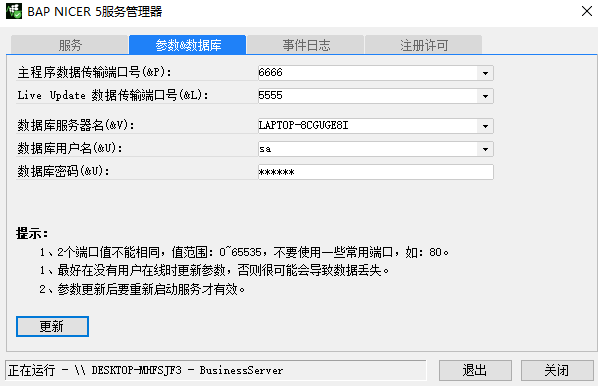 BAP NICER 5服务管理器
服务
参数&数据库
事件日志
注册许可
主程序数据传输端口号(&P): 6666
Live Update 数据传输端口号(&L): 5555
数据库服务器名(&V): LAPTOP-8CGUGE8I
数据库用户名(&U): sa
数据库密码(&U): ******
提示:
1、2个端口值不能相同，值范围：0~65535，不要使用一些常用端口，如：80。
1、最好在没有用户在线时更新参数，否则很可能会导致数据丢失。
2、参数更新后要重新启动服务才有效。
更新
正在运行 - \\ DESKTOP-MHFSJF3 - BusinessServer
退出
关闭